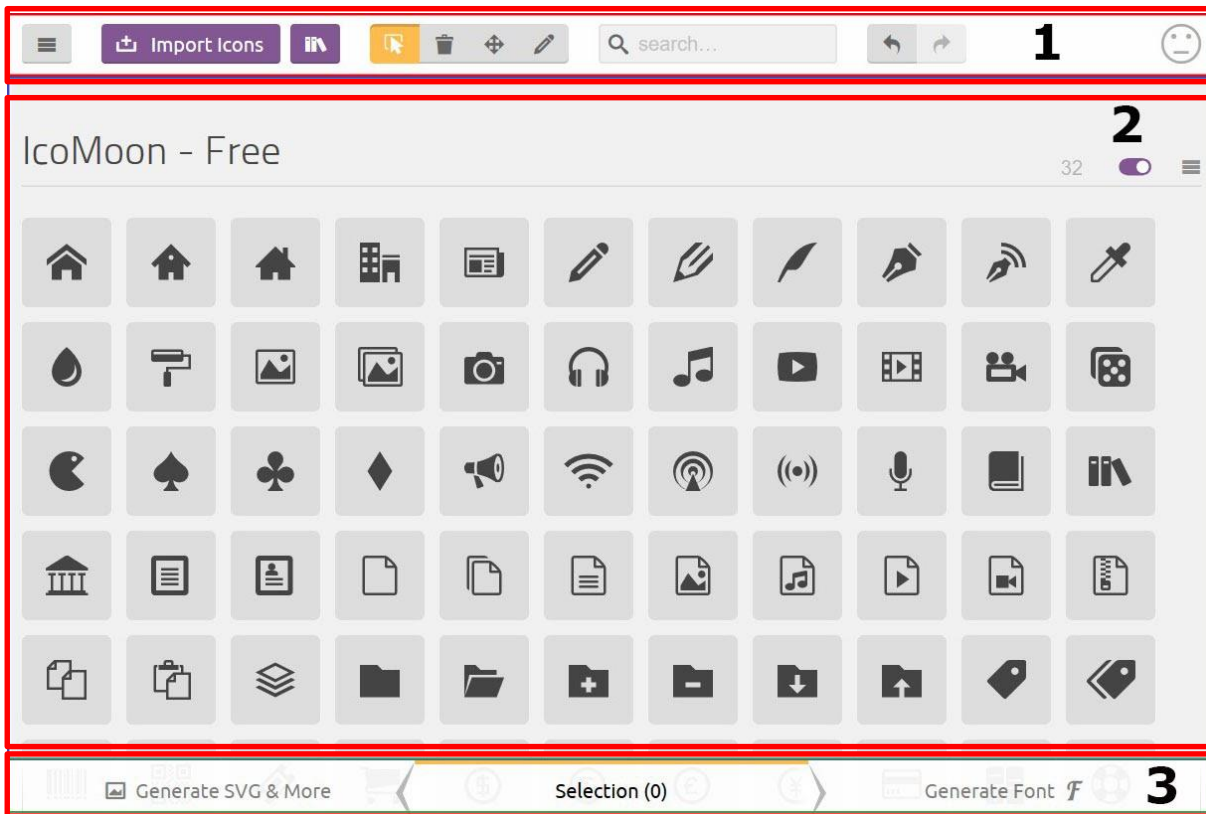 Import Icons search... 1
2
IcoMoon - Free
32
Generate SVG & More Selection (0) Generate Font 3